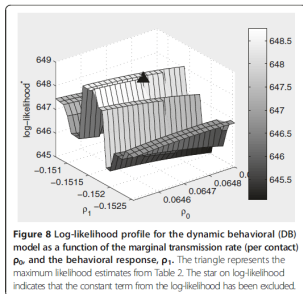 649
648
647
646
645
log–likelihood*
-0.151
-0.1515
-0.152
-0.1525
ρ1
0.0646
0.0647
0.0648
ρ0
648.5
648
647.5
647
646.5
646
645.5
Figure 8 Log-likelihood profile for the dynamic behavioral (DB)
model as a function of the marginal transmission rate (per contact)
ρ0, and the behavioral response, ρ1. The triangle represents the
maximum likelihood estimates from Table 2. The star on log-likelihood
indicates that the constant term from the log-likelihood has been excluded.